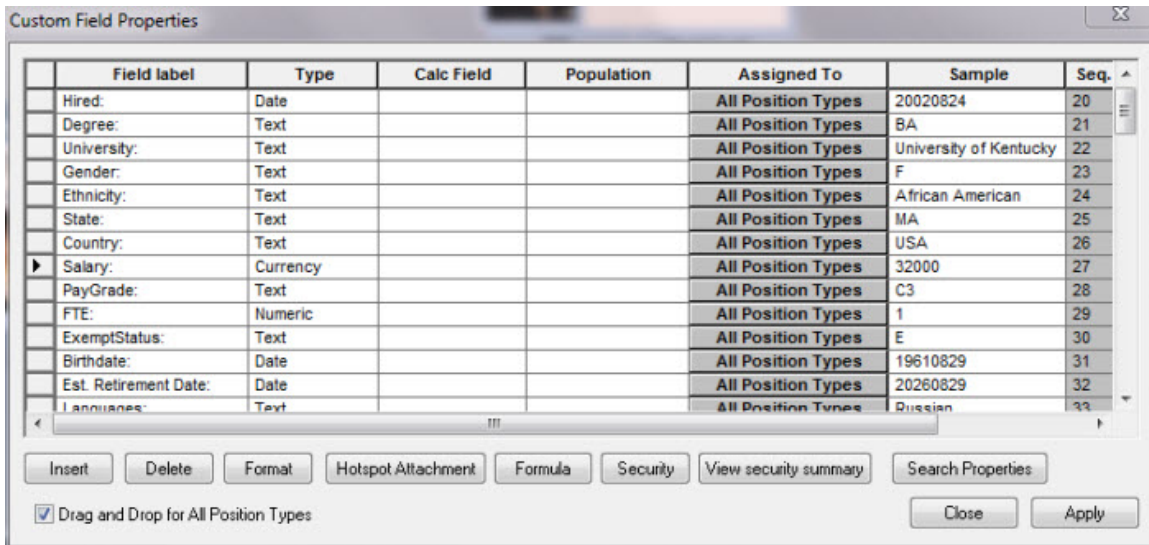 Custom Field Properties
Field label Type Calc Field Population Assigned To Sample Seq.
Hired: Date All Position Types 20020824 20
Degree: Text All Position Types BA 21
University: Text All Position Types University of Kentucky 22
Gender: Text All Position Types F 23
Ethnicity: Text All Position Types African American 24
State: Text All Position Types MA 25
Country: Text All Position Types USA 26
Salary: Currency All Position Types 32000 27
PayGrade: Text All Position Types C3 28
FTE: Numeric All Position Types 1 29
ExemptStatus: Text All Position Types E 30
Birthdate: Date All Position Types 19610829 31
Est. Retirement Date: Date All Position Types 20260829 32
Languages: Text All Position Types Russian 33
Insert Delete Format Hotspot Attachment Formula Security View security summary Search Properties
Drag and Drop for All Position Types Close Apply